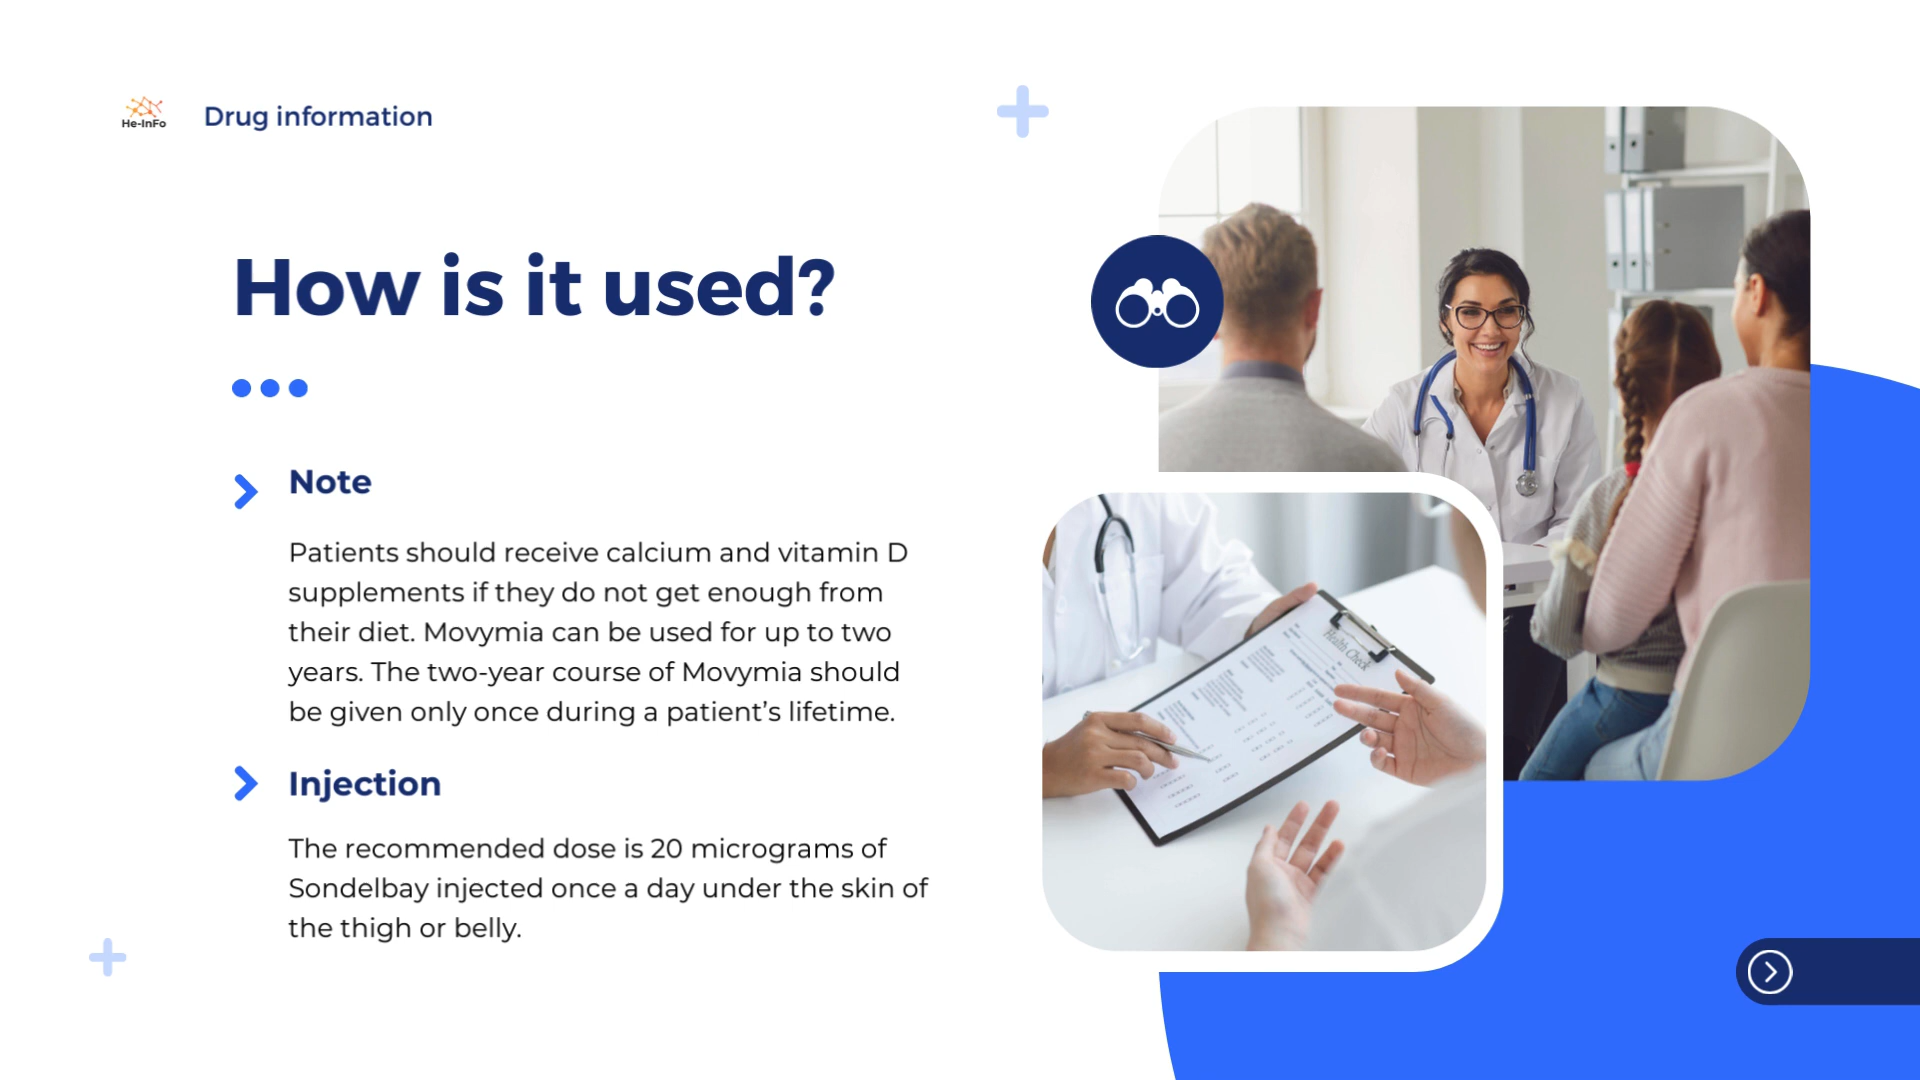 He-InFo
Drug information
How is it used?
Note
Patients should receive calcium and vitamin D
supplements if they do not get enough from
their diet. Movymia can be used for up to two
years. The two-year course of Movymia should
be given only once during a patient’s lifetime.
Injection
The recommended dose is 20 micrograms of
Sondelbay injected once a day under the skin of
the thigh or belly.
Health Check